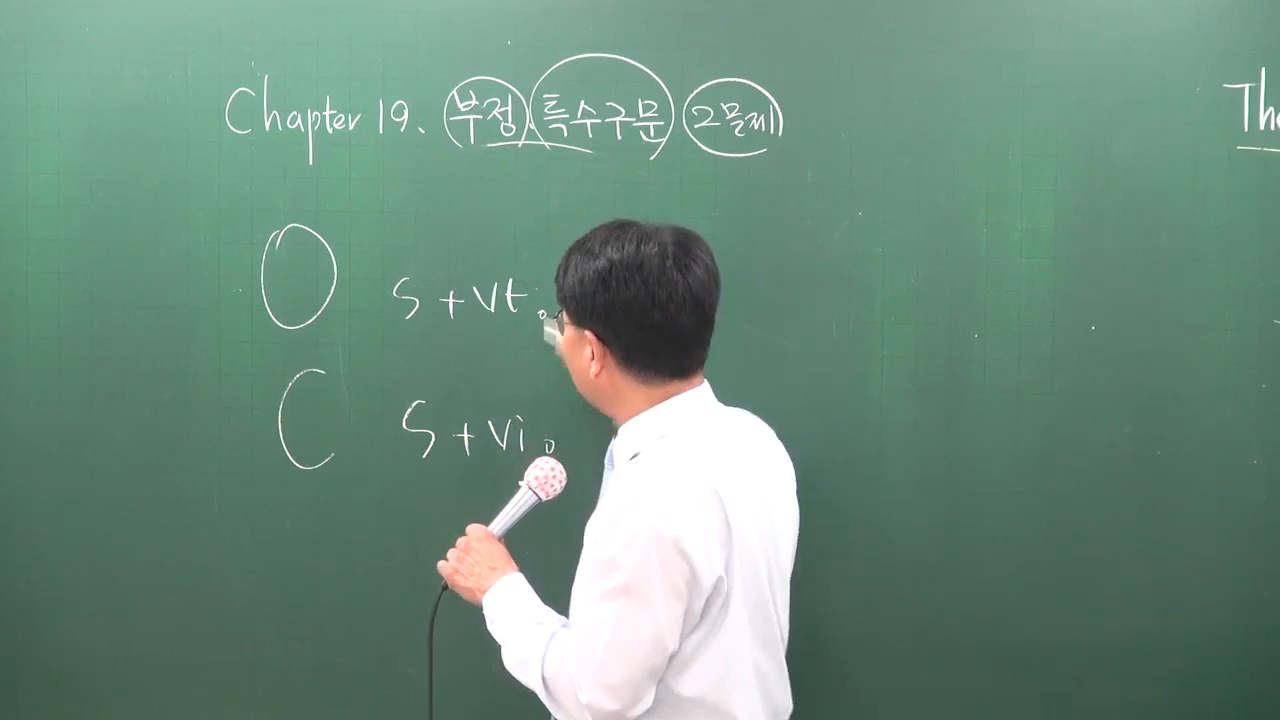 Chapter 19. 부정. 특수구문 2문제
Th
O S + Vt.
C S + Vi.